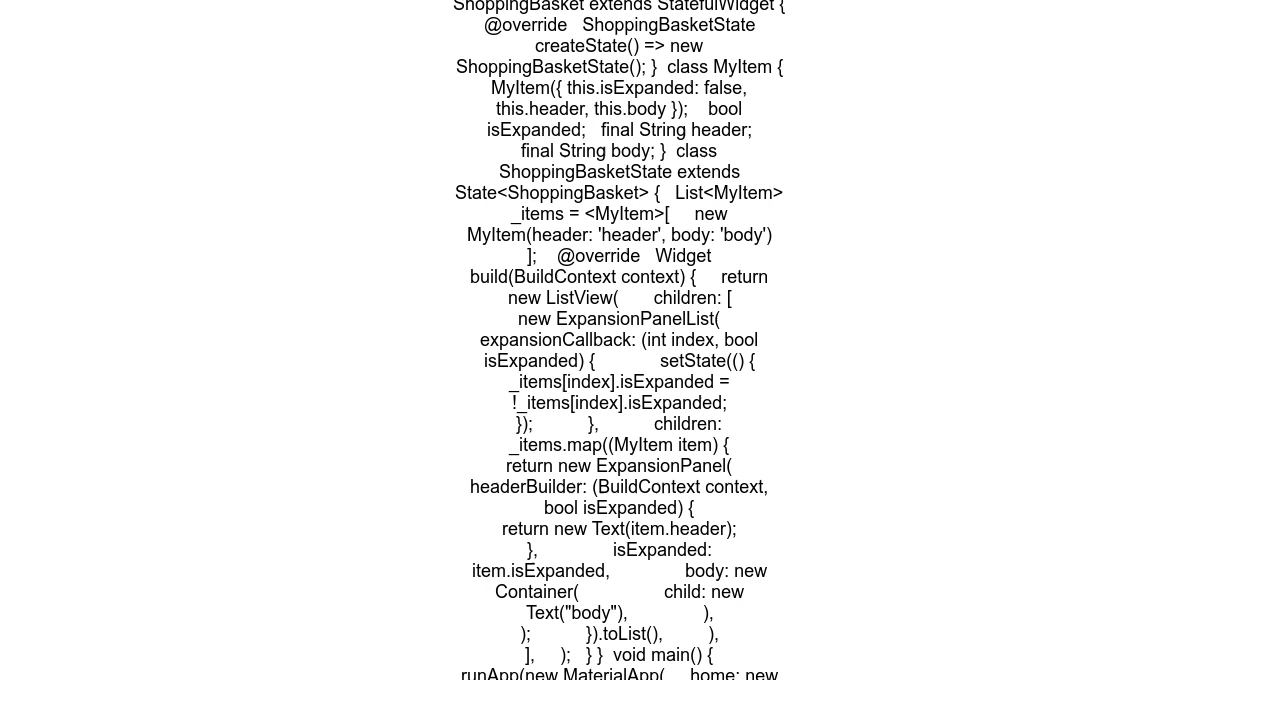 ShoppingBasket extends StatefulWidget {
@override   ShoppingBasketState
createState() => new
ShoppingBasketState(); }  class MyItem {
MyItem({ this.isExpanded: false,
this.header, this.body });    bool
isExpanded;   final String header;
final String body; }  class
ShoppingBasketState extends
State<ShoppingBasket> {   List<MyItem>
_items = <MyItem>[     new
MyItem(header: 'header', body: 'body')
];    @override   Widget
build(BuildContext context) {     return
new ListView(       children: [
new ExpansionPanelList(
expansionCallback: (int index, bool
isExpanded) {             setState(() {
_items[index].isExpanded =
!_items[index].isExpanded;
});           },           children:
_items.map((MyItem item) {
return new ExpansionPanel(
headerBuilder: (BuildContext context,
bool isExpanded) {
return new Text(item.header);
},               isExpanded:
item.isExpanded,               body: new
Container(                 child: new
Text("body"),               ),
);           }).toList(),         ),
],     );   } }  void main() {
runApp(new MaterialApp(     home: new